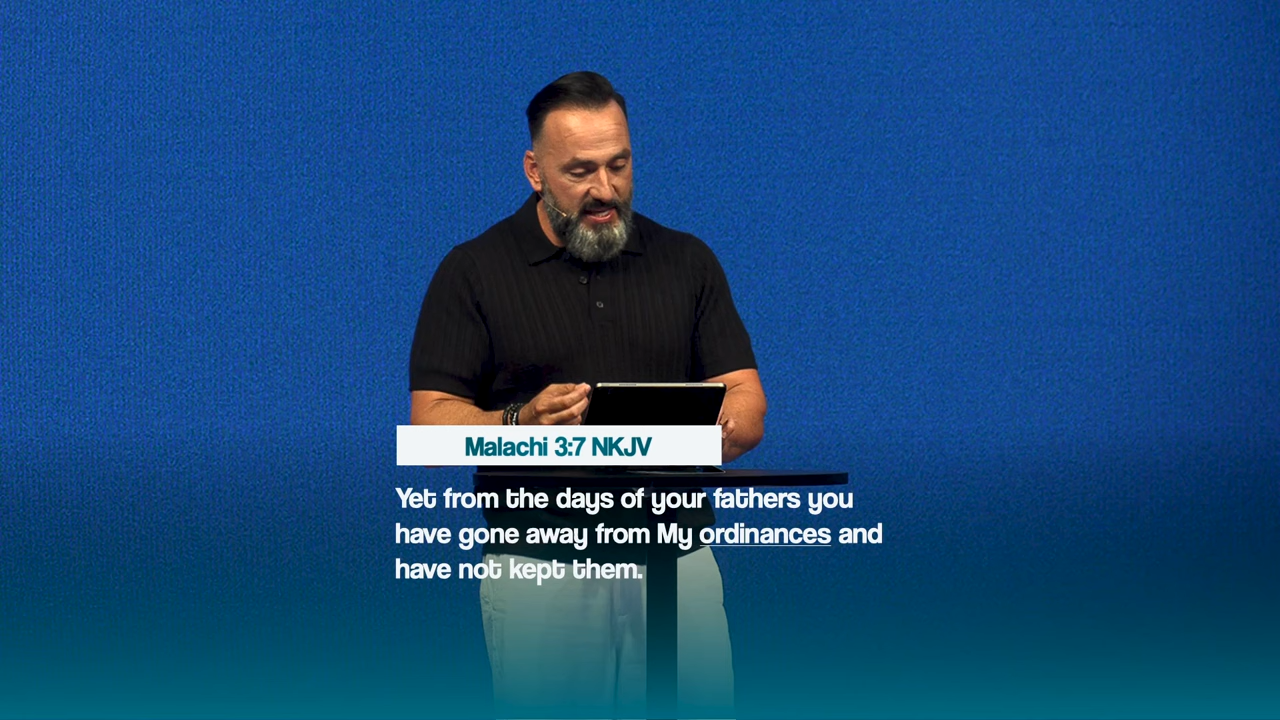 Malachi 3:7 NKJV
Yet from the days of your fathers you
have gone away from My ordinances and
have not kept them.